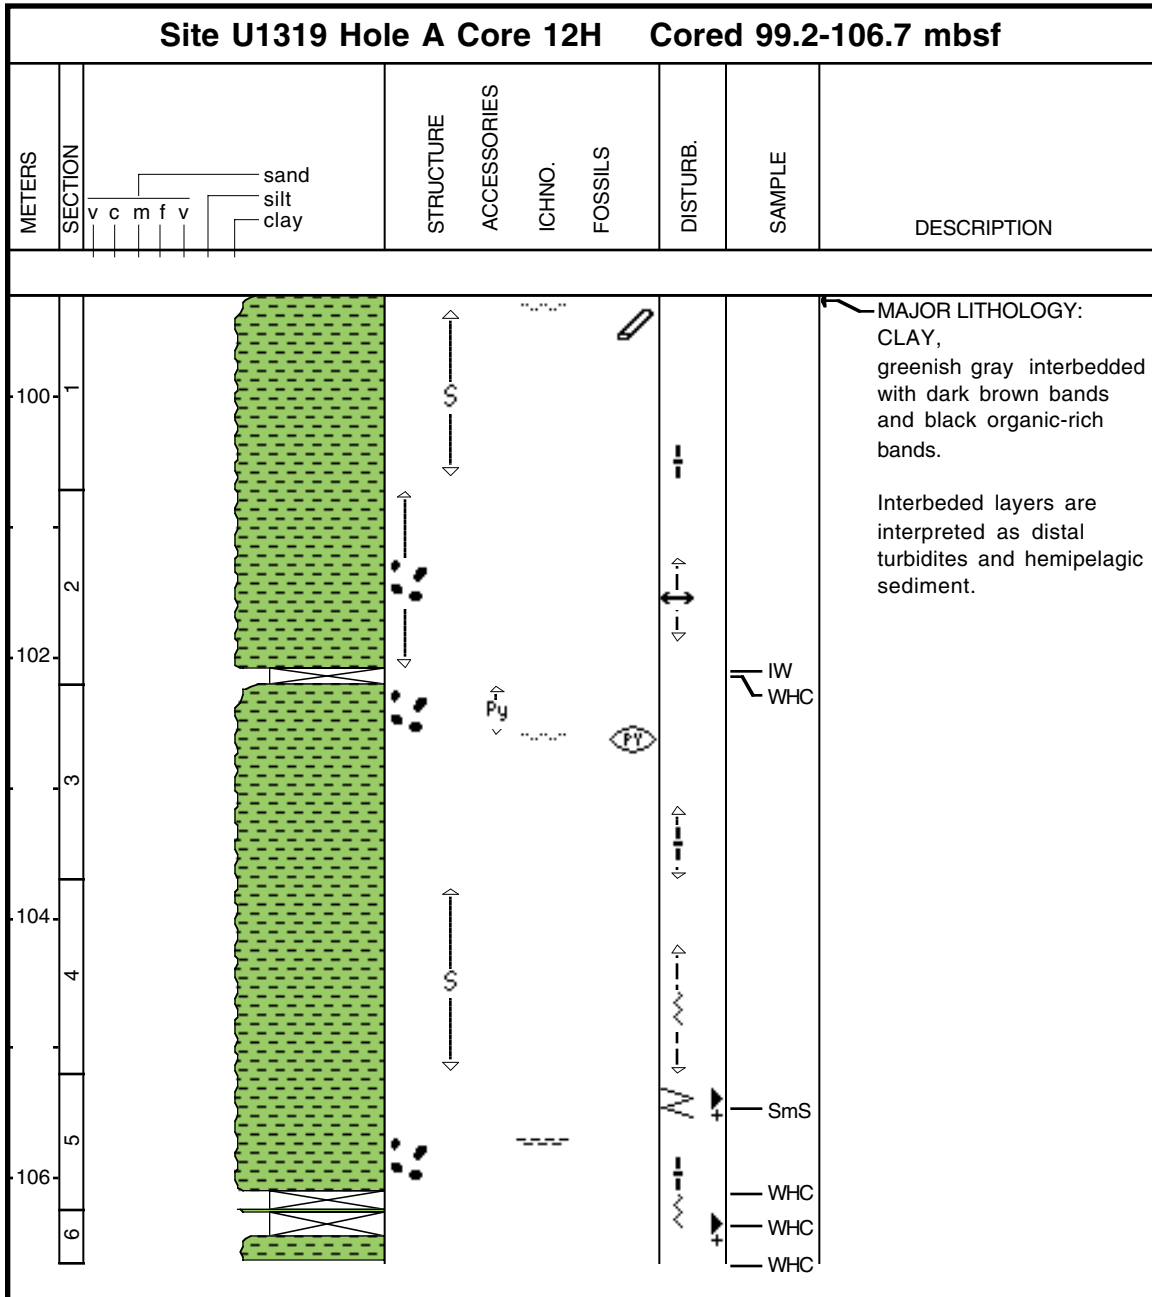 Site U1319 Hole A Core 12H Cored 99.2-106.7 mbsf
METERS
SECTION
v c m f v
sand
silt
clay
STRUCTURE
ACCESSORIES
ICHNO.
FOSSILS
DISTURB.
SAMPLE
DESCRIPTION
MAJOR LITHOLOGY:
CLAY,
greenish gray interbedded
with dark brown bands
and black organic-rich
bands.
Interbeded layers are
interpreted as distal
turbidites and hemipelagic
sediment.
100
1
S
2
102
IW
WHC
Py
PY
3
104
4
S
SmS
5
106
WHC
6
WHC
WHC